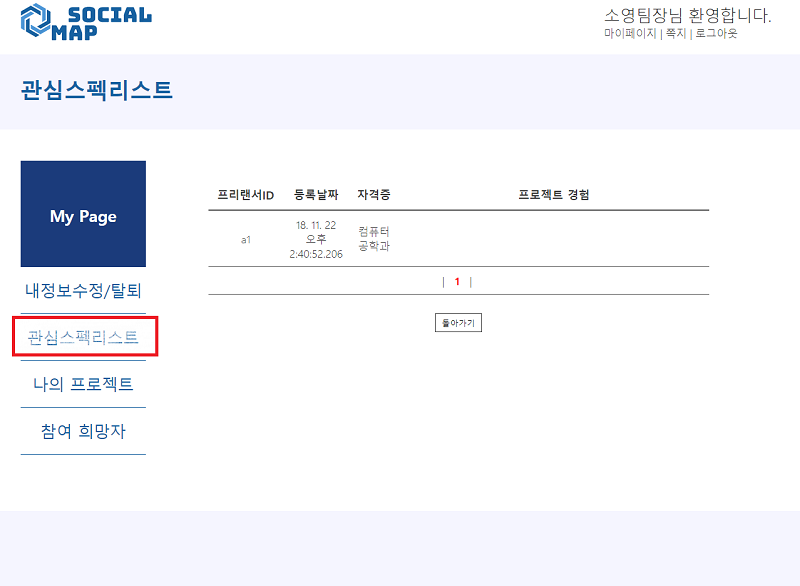 SOCIAL
MAP
소영팀장님 환영합니다.
마이페이지 | 쪽지 | 로그아웃
관심스펙리스트
My Page
내정보수정/탈퇴
관심스펙리스트
나의 프로젝트
참여 희망자
프리랜서ID 등록날짜 자격증 프로젝트 경험
a1 18. 11. 22 오후 2:40:52.206 컴퓨터 공학과
| 1 |
돌아가기